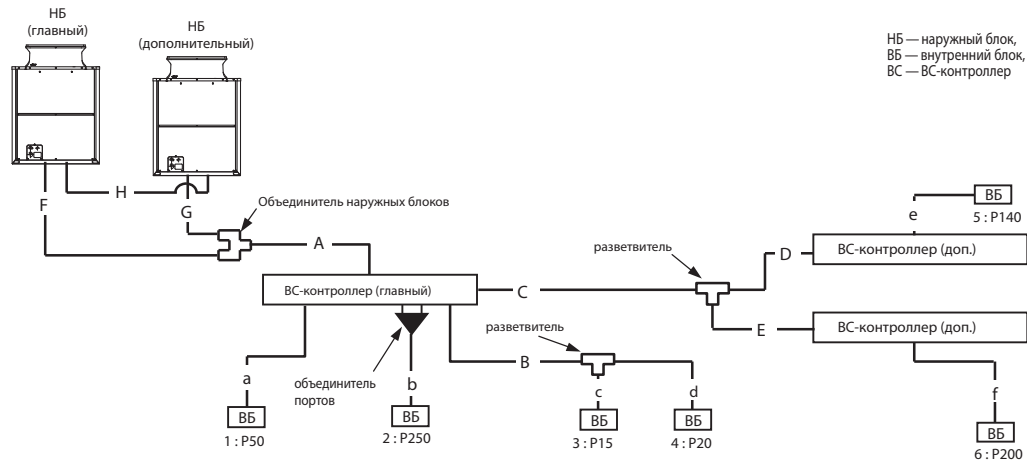 НБ
(главный)
НБ
(дополнительный)
НБ — наружный блок,
ВБ — внутренний блок,
ВС — ВС-контроллер
F
H
G
Объединитель наружных блоков
A
ВС-контроллер (главный)
C
разветвитель
D
e
ВБ
5 : P140
ВС-контроллер (доп.)
E
ВС-контроллер (доп.)
разветвитель
B
a
объединитель
портов
b
c
d
f
ВБ
1 : P50
ВБ
2 : P250
ВБ
3 : P15
ВБ
4 : P20
ВБ
6 : P200